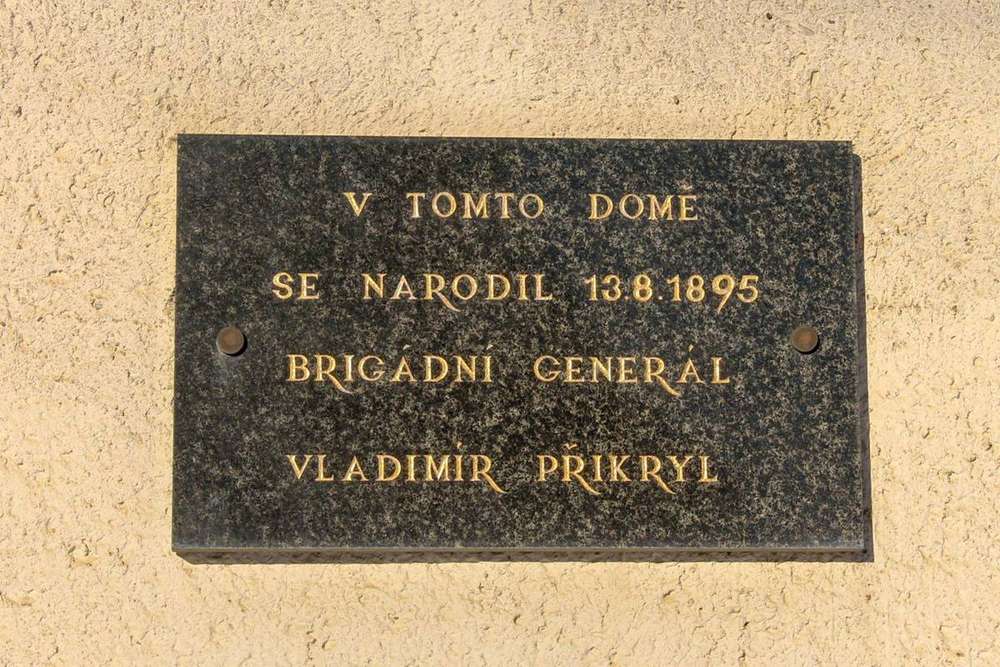 V TOMTO DOMĚ
SE NARODIL 13.8.1895
BRIGÁDNÍ GENERÁL
VLADIMÍR PŘIKRYL